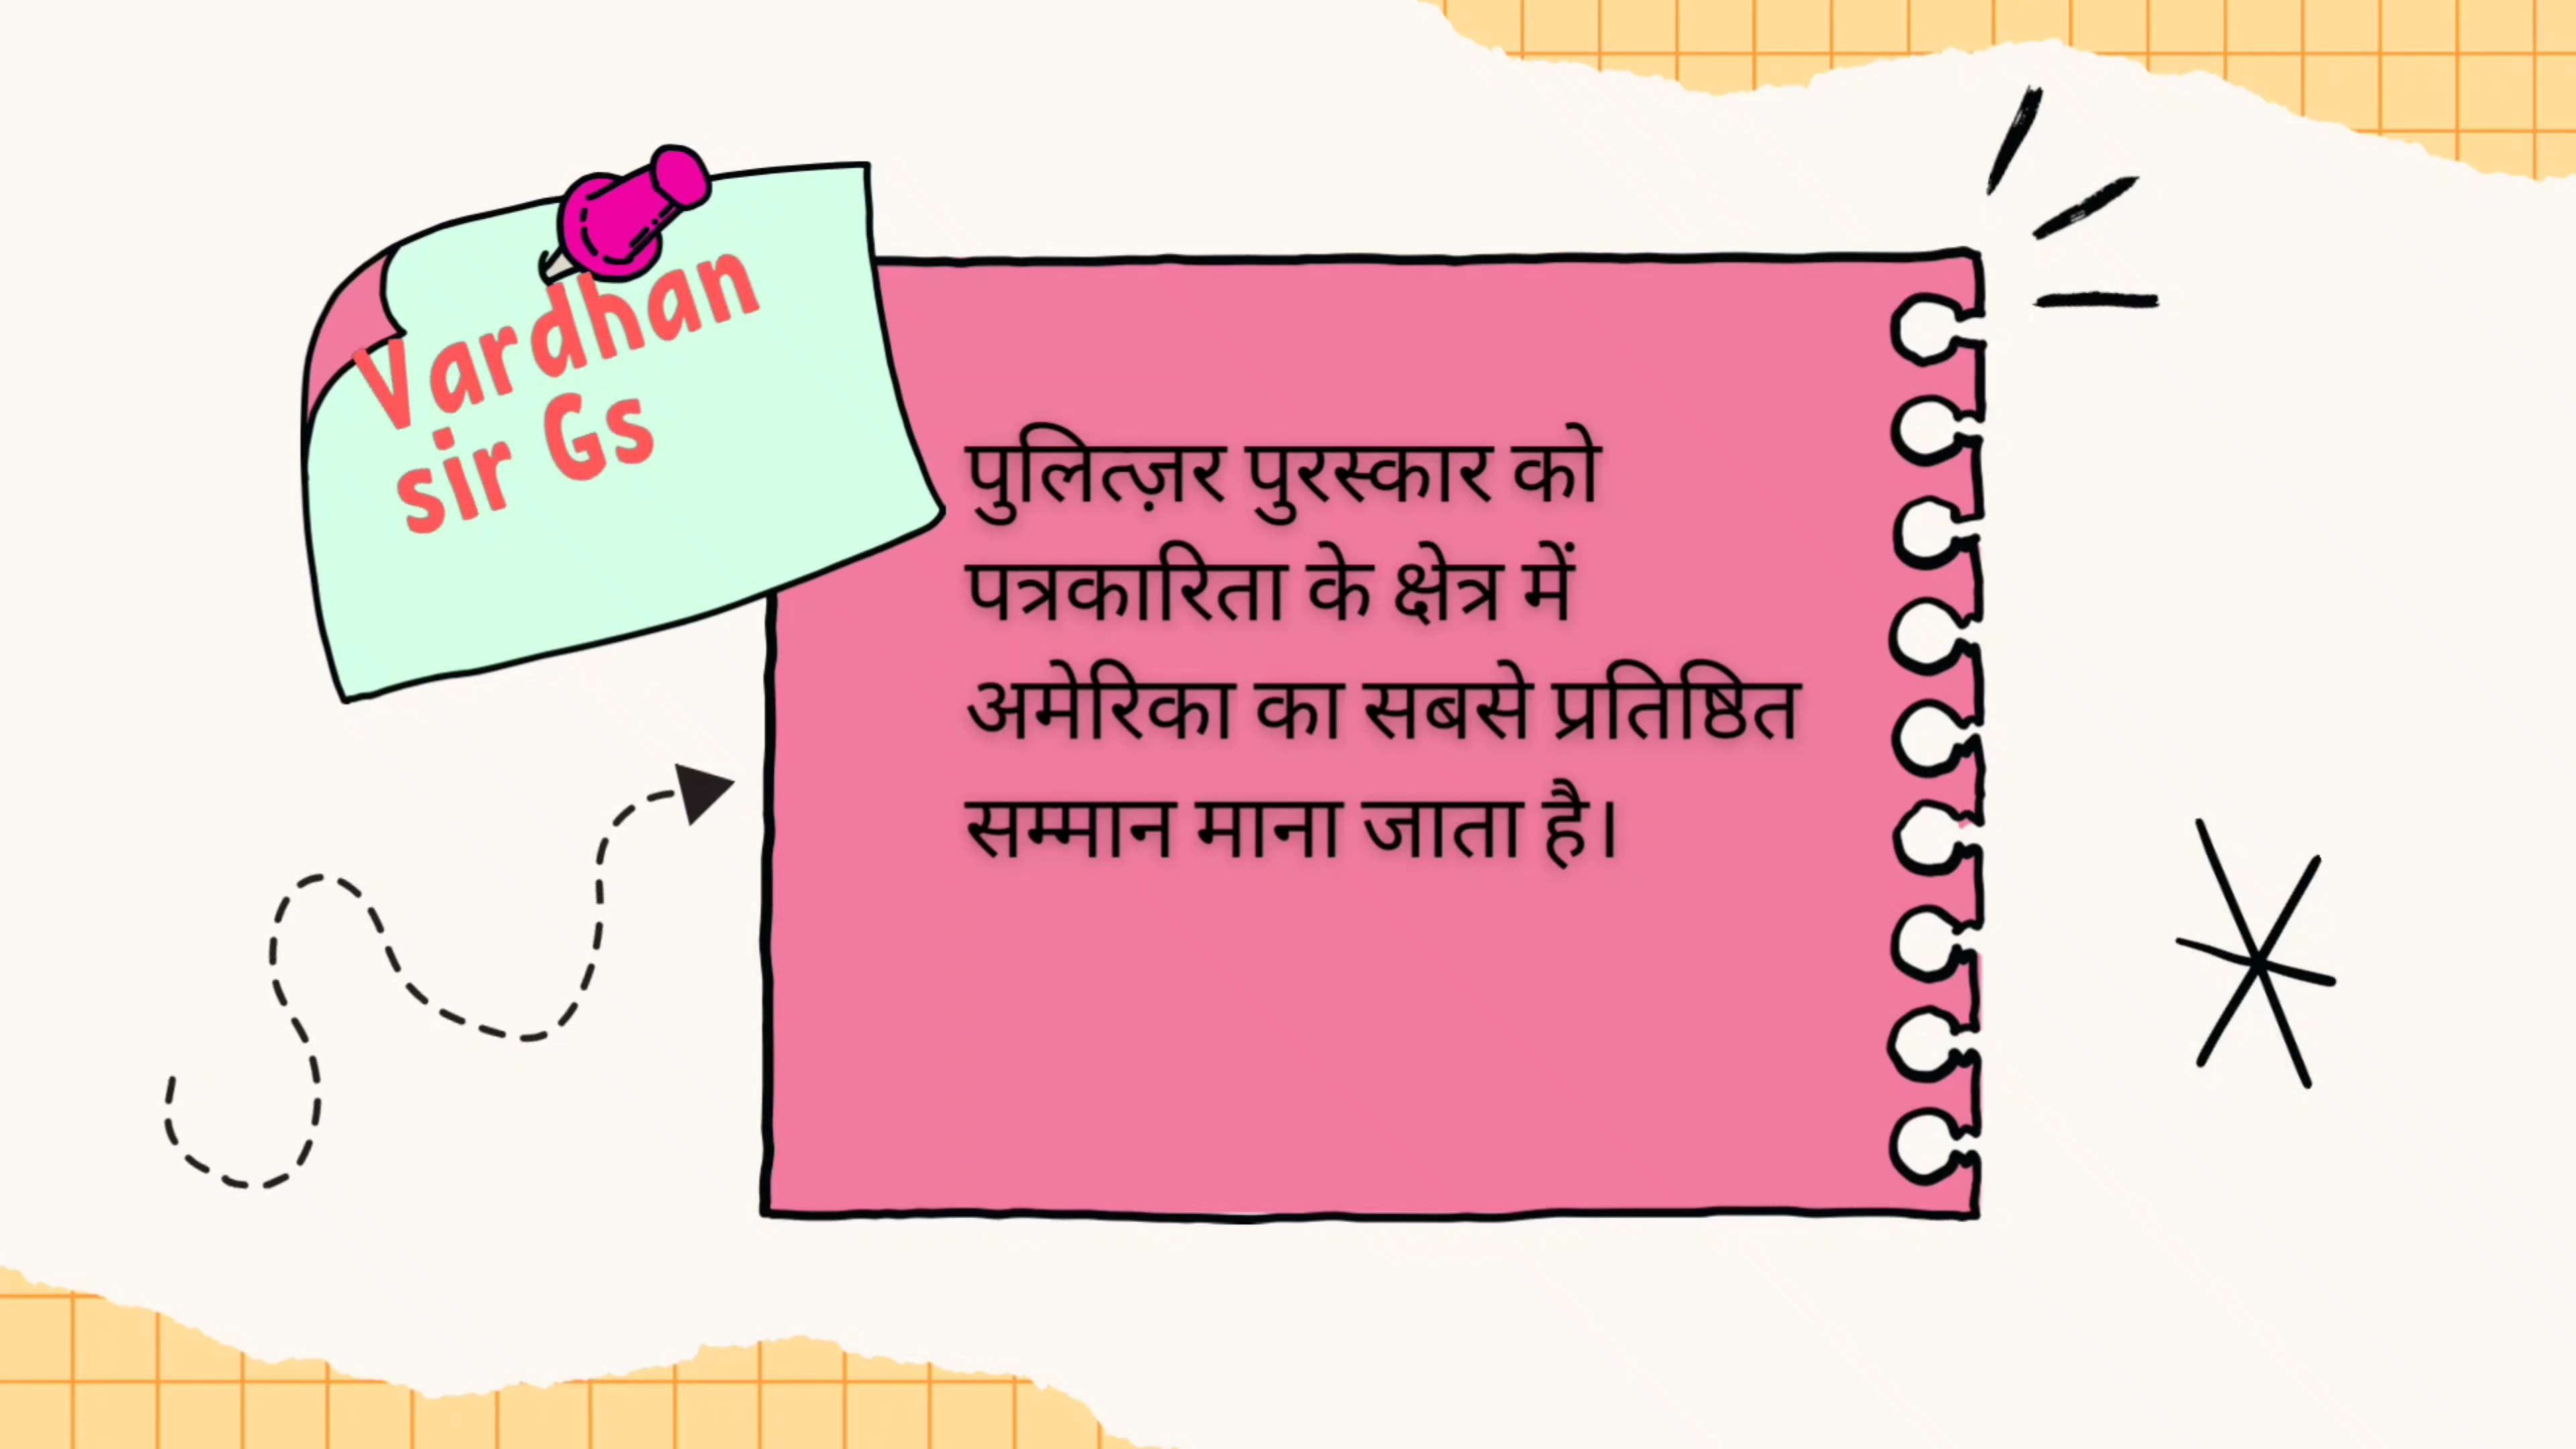 Vardhan
sir Gs
पुलित्ज़र पुरस्कार को
पत्रकारिता के क्षेत्र में
अमेरिका का सबसे प्रतिष्ठित
सम्मान माना जाता है।